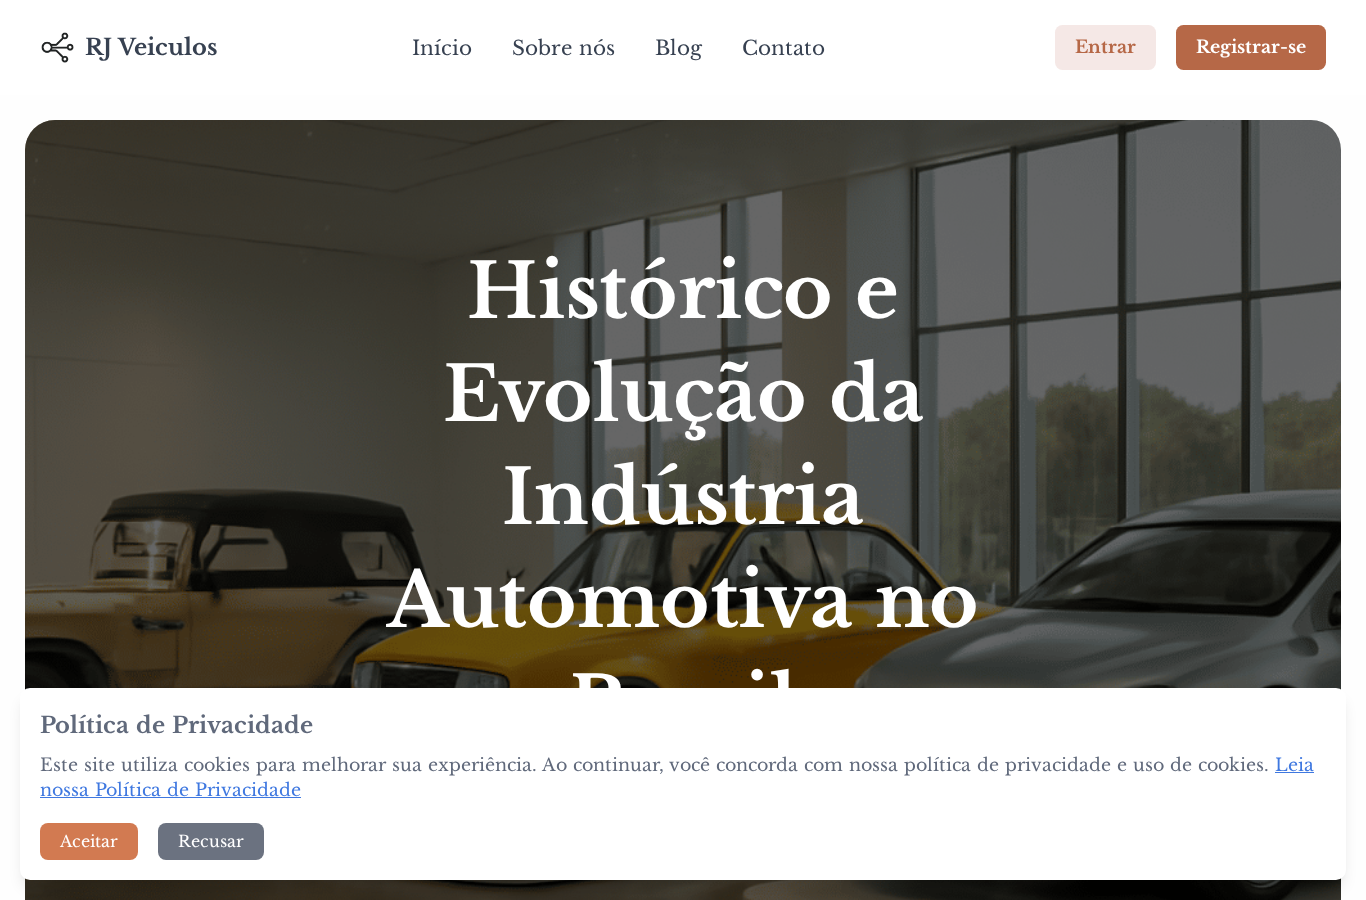 RJ Veiculos
Início
Sobre nós
Blog
Contato
Entrar
Registrar-se
Histórico e
Evolução da
Indústria
Automotiva no
Política de Privacidade
Este site utiliza cookies para melhorar sua experiência. Ao continuar, você concorda com nossa política de privacidade e uso de cookies. Leia
nossa Política de Privacidade
Aceitar
Recusar